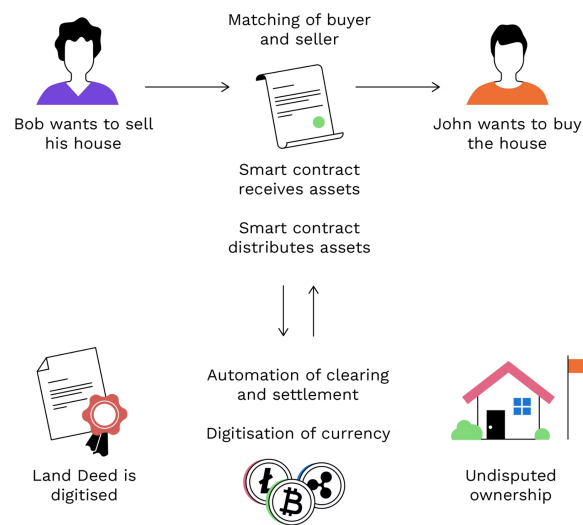 Matching of buyer
and seller
Bob wants to sell
his house
John wants to buy
the house
Smart contract
receives assets
Smart contract
distributes assets
Automation of clearing
and settlement
Digitisation of currency
Land Deed is
digitised
Undisputed
ownership